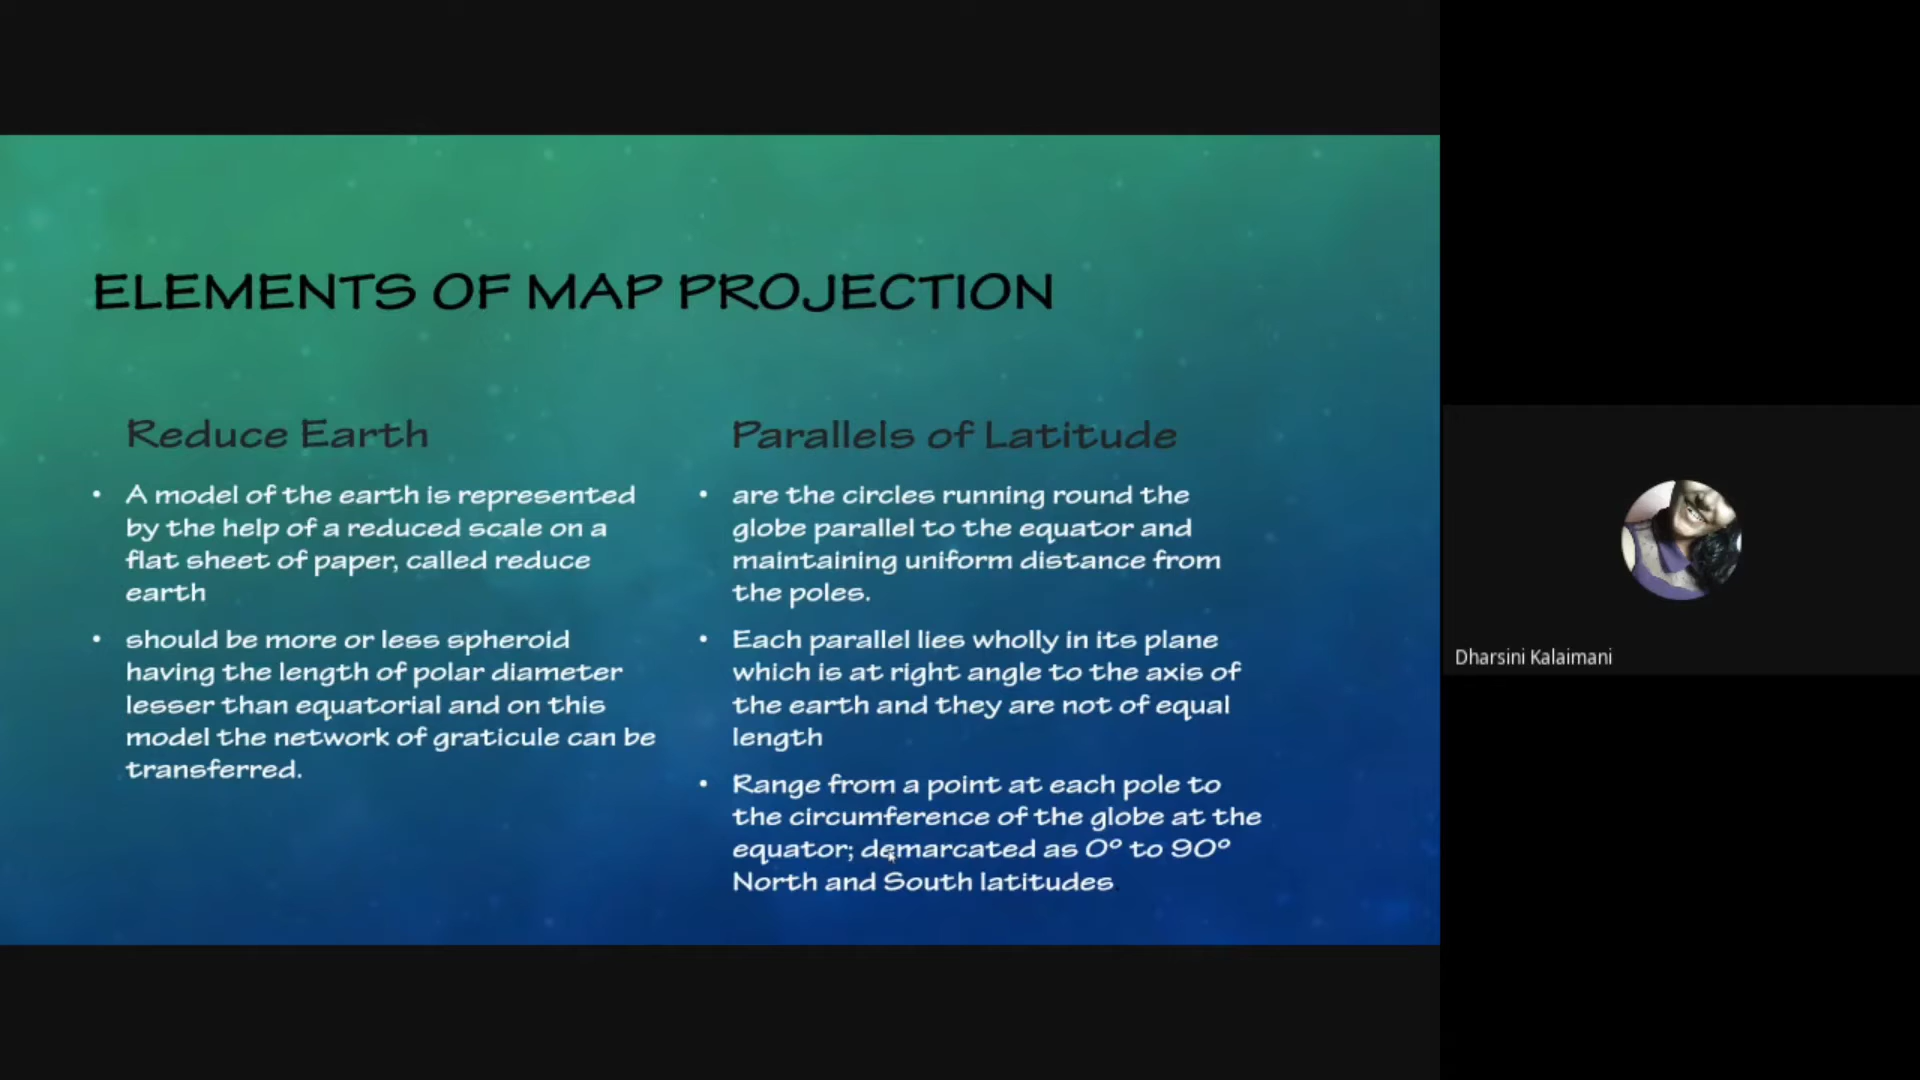 ELEMENTS OF MAP PROJECTION
Reduce Earth
• A model of the earth is represented
by the help of a reduced scale on a
flat sheet of paper, called reduce
earth
• should be more or less spheroid
having the length of polar diameter
lesser than equatorial and on this
model the network of graticule can be
transferred.
Parallels of Latitude
• are the circles running round the
globe parallel to the equator and
maintaining uniform distance from
the poles.
• Each parallel lies wholly in its plane
which is at right angle to the axis of
the earth and they are not of equal
length
• Range from a point at each pole to
the circumference of the globe at the
equator; demarcated as 0º to 90º
North and South latitudes
Dharsini Kalaimani